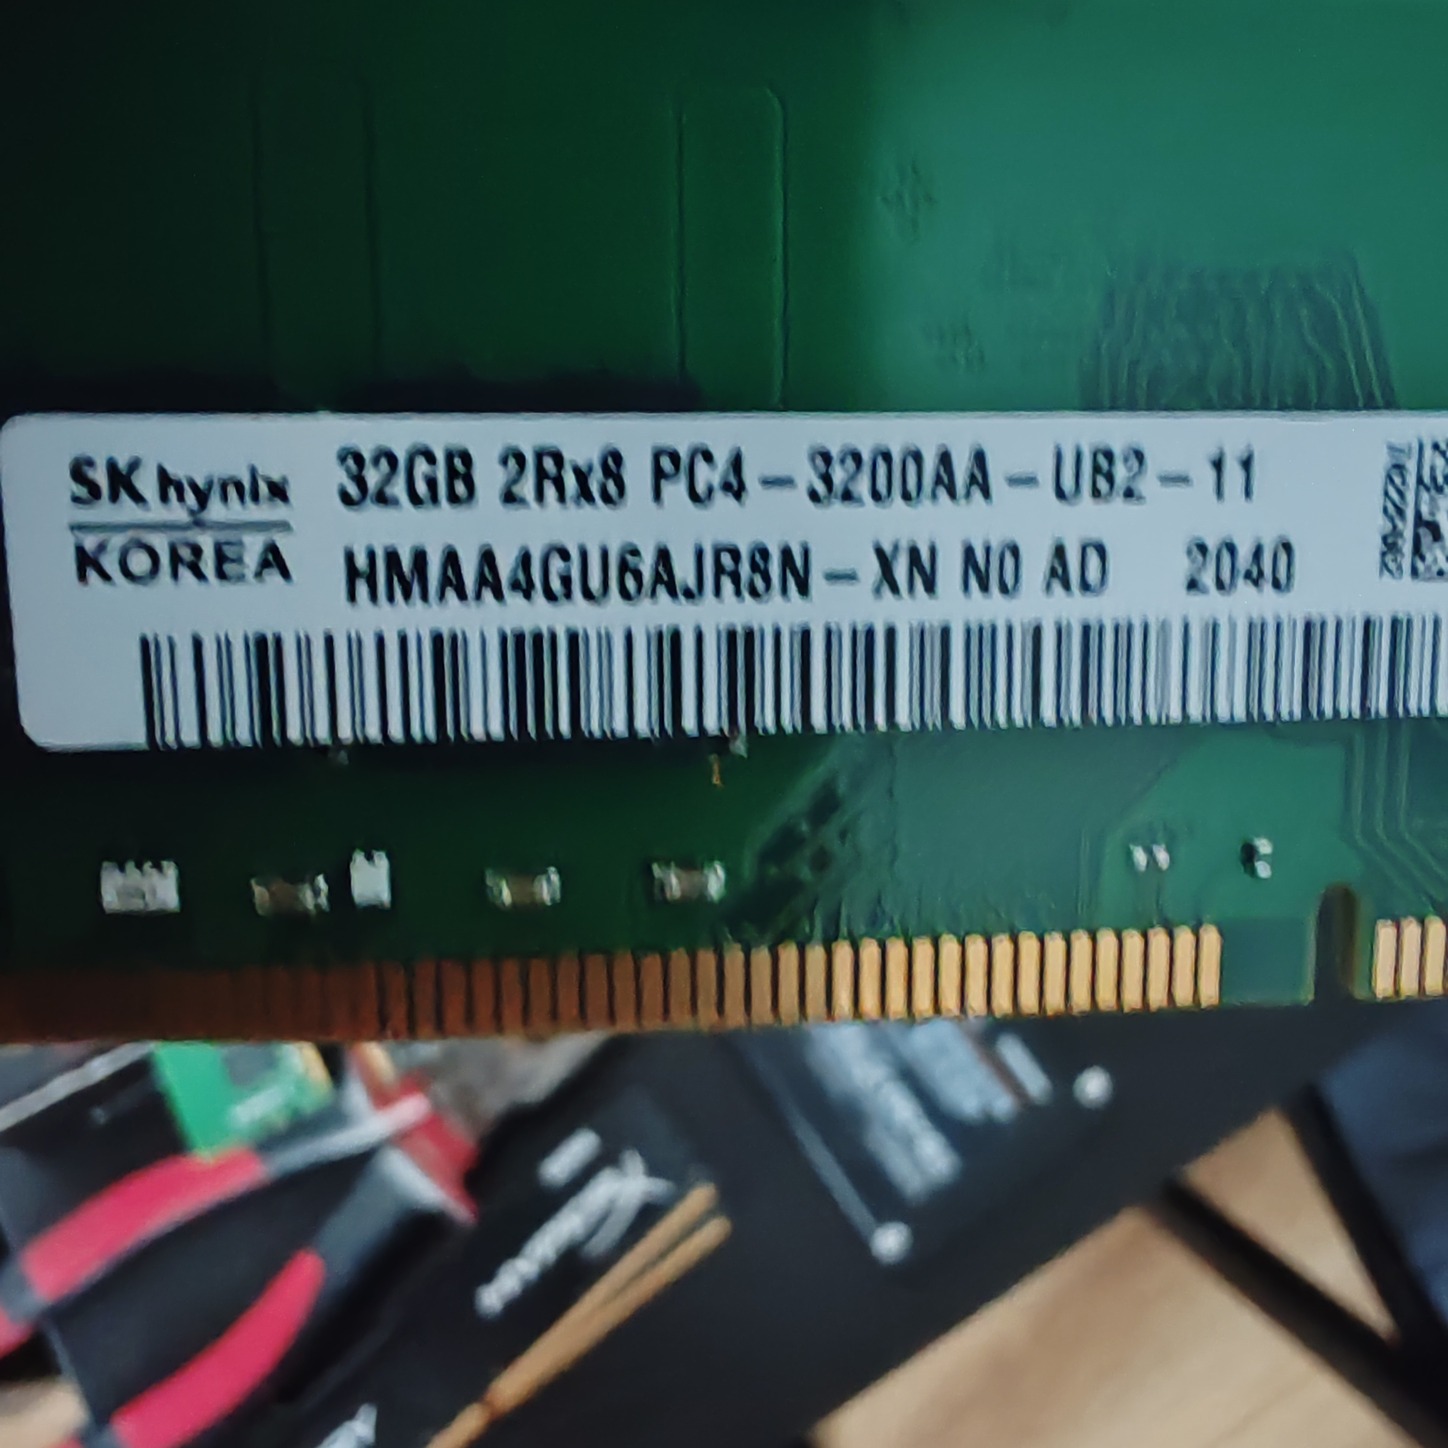 SK hynix
KOREA
32GB 2Rx8 PC4-3200AA-UB2-11
HMAA4GU6AJR8N-XN N0 AD 2040